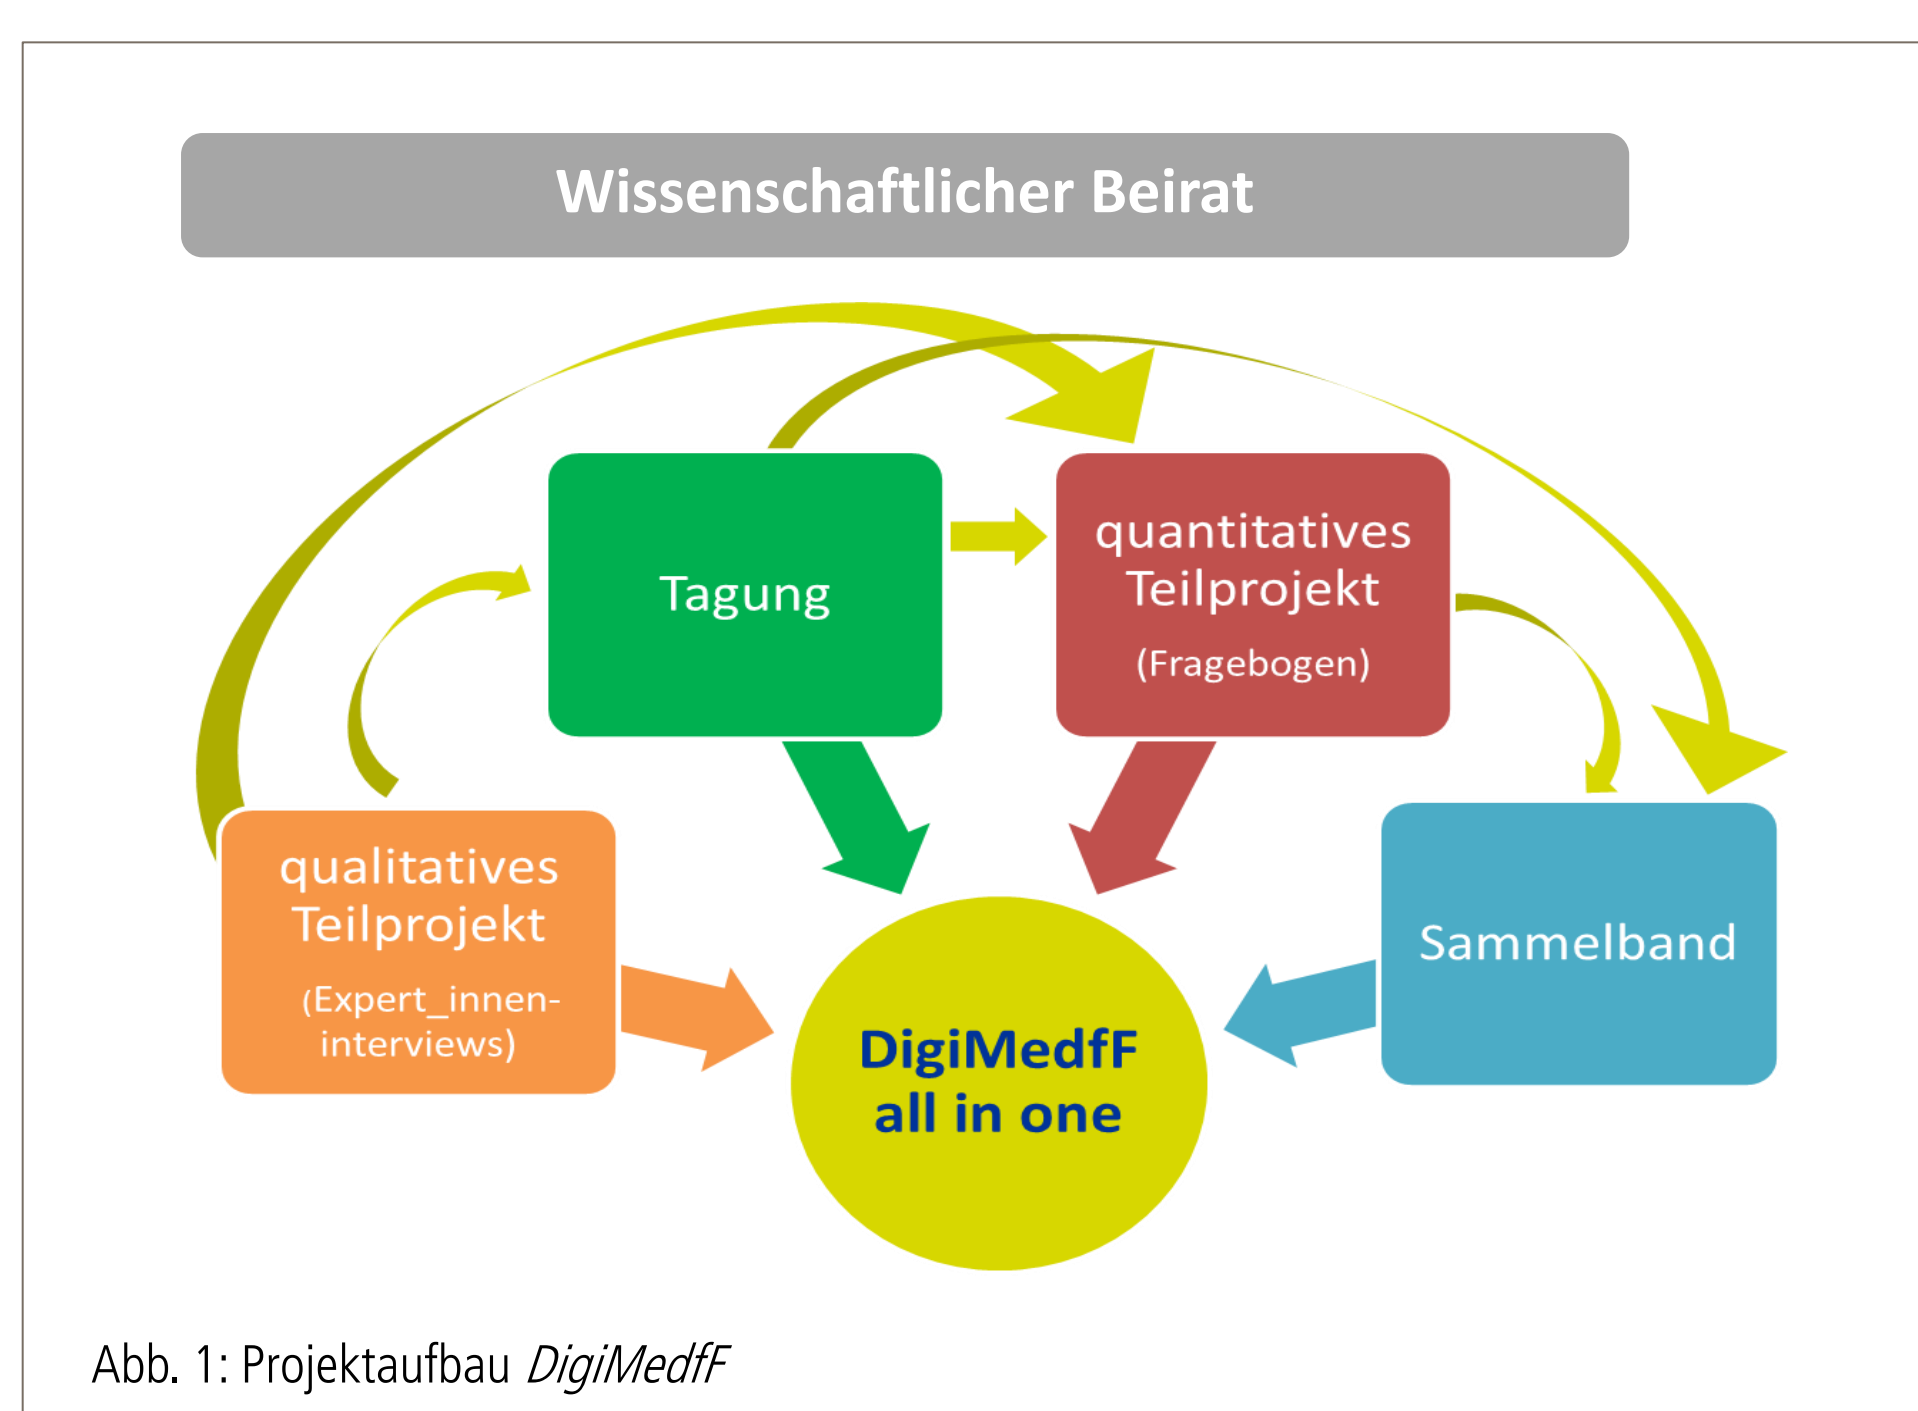 Wissenschaftlicher Beirat
Tagung
quantitatives
Teilprojekt
(Fragebogen)
qualitatives
Teilprojekt
(Expert_innen-
interviews)
Sammelband
DigiMedfF
all in one
Abb. 1: Projektaufbau DigiMedfF